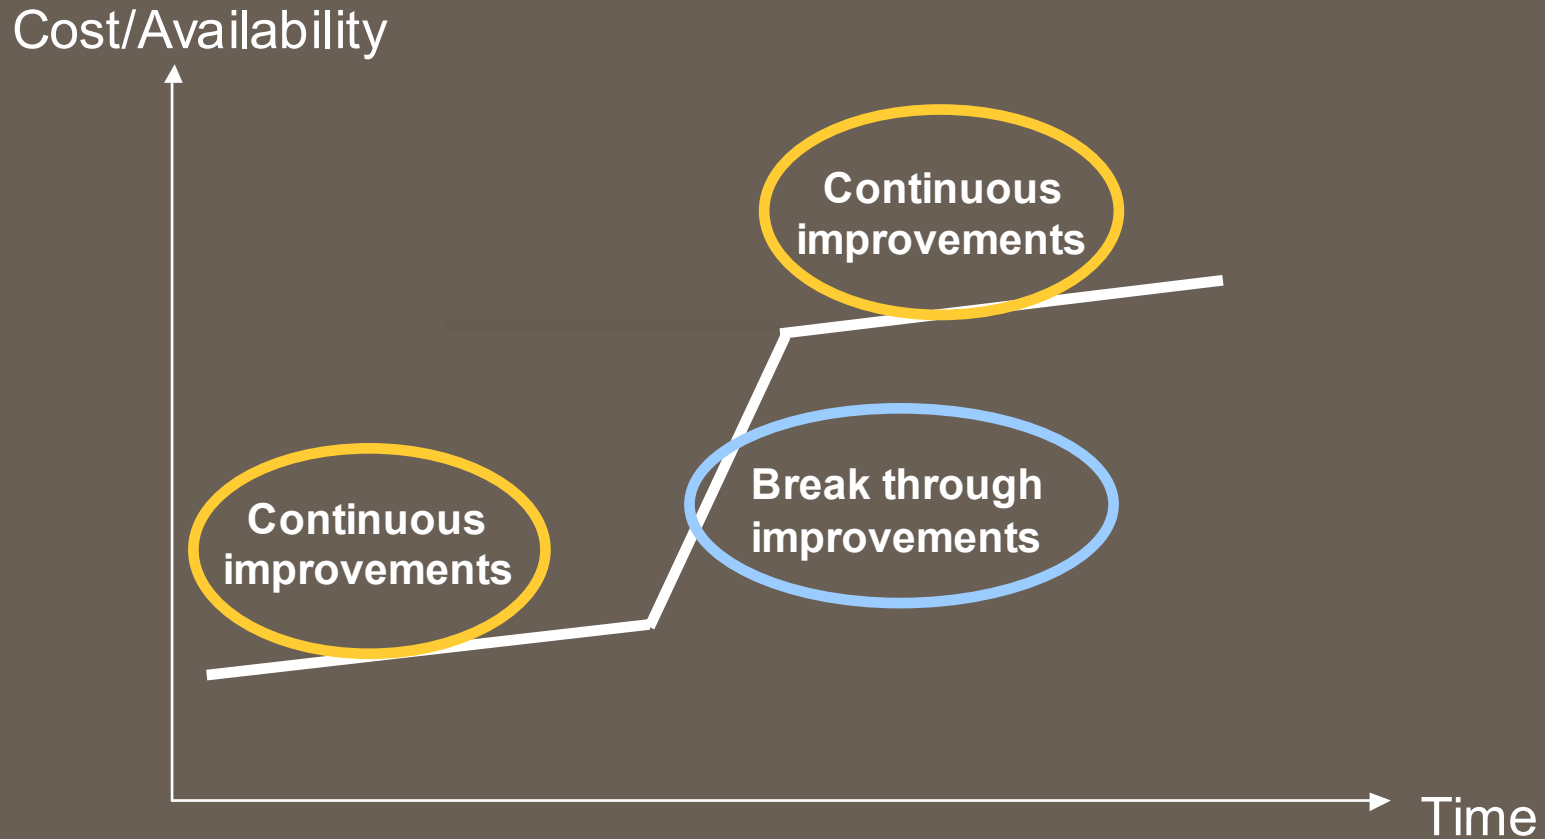 Cost/Availability
Continuous
improvements
Continuous
improvements
Break through
improvements
Time